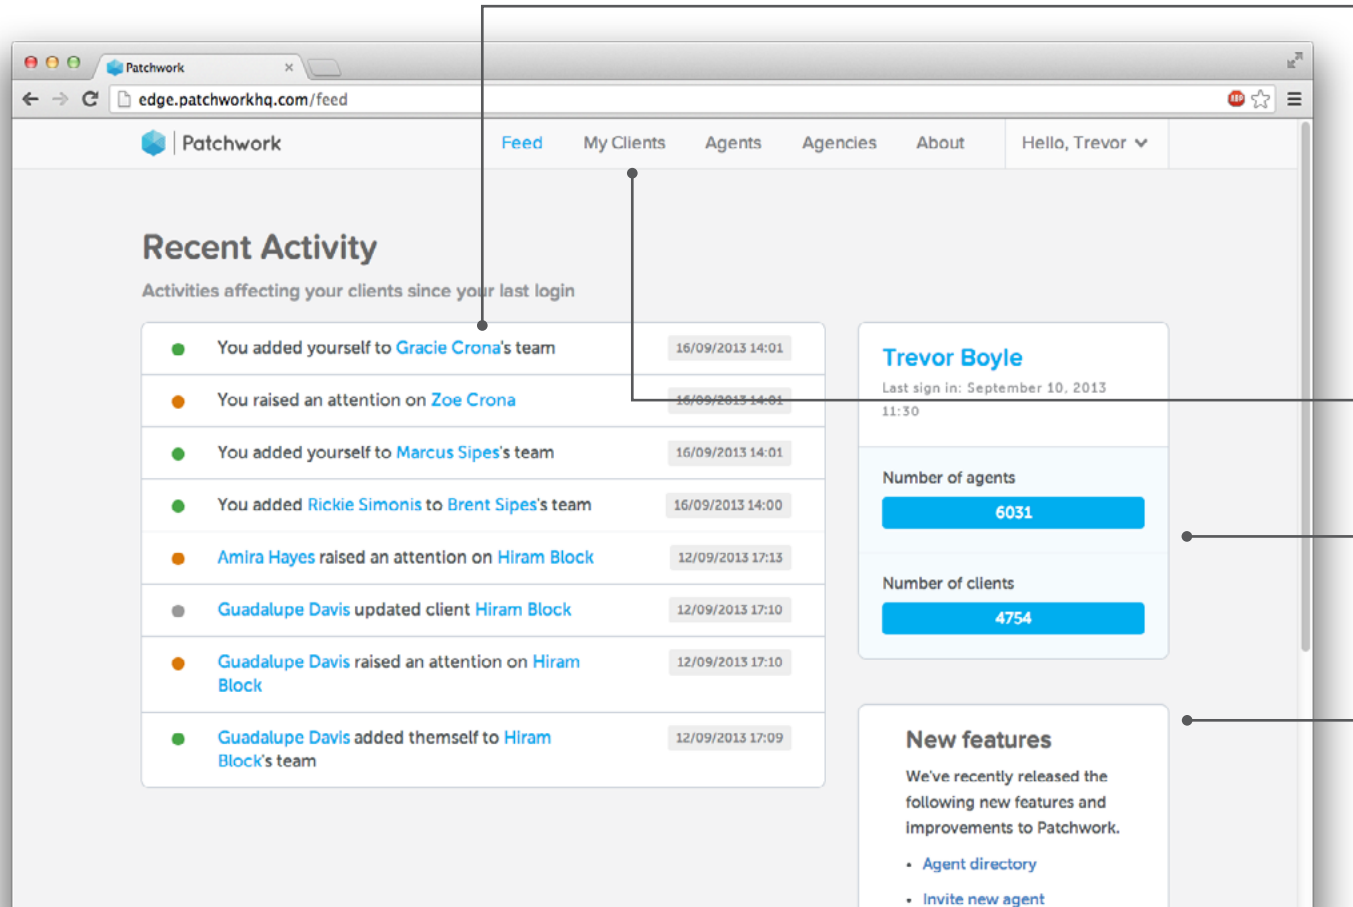 Patchwork
edge.patchworkhq.com/feed
Patchwork
Feed My Clients Agents Agencies About Hello, Trevor
Recent Activity
Activities affecting your clients since your last login
You added yourself to Gracie Crona's team 16/09/2013 14:01
You raised an attention on Zoe Crona 16/09/2013 14:01
You added yourself to Marcus Sipes's team 16/09/2013 14:01
You added Rickie Simonis to Brent Sipes's team 16/09/2013 14:00
Amira Hayes raised an attention on Hiram Block 12/09/2013 17:13
Guadalupe Davis updated client Hiram Block 12/09/2013 17:10
Guadalupe Davis raised an attention on Hiram 12/09/2013 17:10
Block
Guadalupe Davis added themself to Hiram 12/09/2013 17:09
Block's team
Trevor Boyle
Last sign in: September 10, 2013
11:30
Number of agents
6031
Number of clients
4754
New features
We've recently released the
following new features and
improvements to Patchwork.
• Agent directory
• Invite new agent